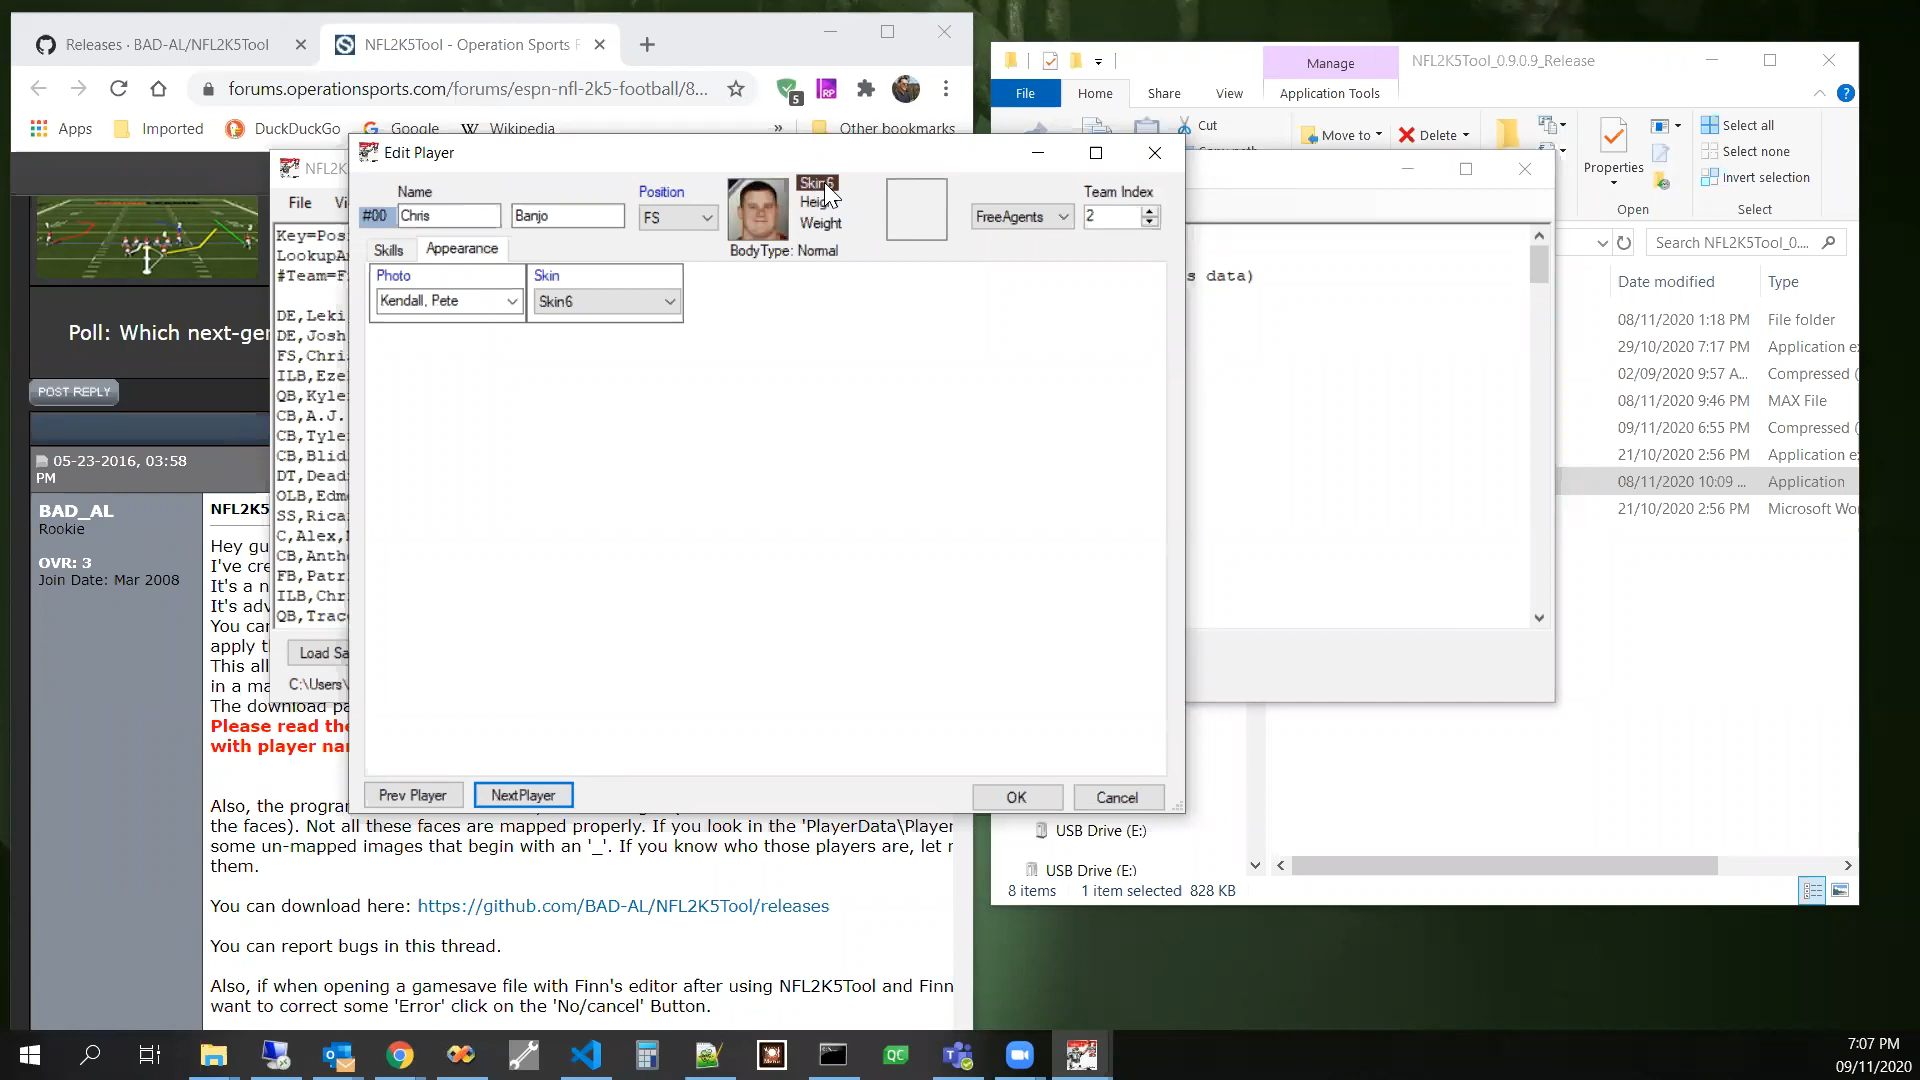 Releases · BAD-AL/NFL2K5Tool
NFL2K5Tool - Operation Sports F
forums.operationsports.com/forums/espn-nfl-2k5-football/8...
5
RP
Apps
Imported
DuckDuckGo
Google
Wikipedia
»
Other bookmarks
Manage
NFL2K5Tool_0.9.0.9_Release
File
Home
Share
View
Application Tools
Cut
Move to
Delete
Properties
Select all
Select none
Invert selection
Open
Select
Search NFL2K5Tool_0....
Date modified
Type
08/11/2020 1:18 PM File folder
29/10/2020 7:17 PM Application e
02/09/2020 9:57 A... Compressed (
08/11/2020 9:46 PM MAX File
09/11/2020 6:55 PM Compressed (
21/10/2020 2:56 PM Application e
08/11/2020 10:09 ... Application
21/10/2020 2:56 PM Microsoft Wo
USB Drive (E:)
USB Drive (E:)
8 items 1 item selected 828 KB
NFL2K
File
Vi
Key=Pos
LookupA
#Team=F
s data)
DE,Leki
DE,Josh
FS,Chri
ILB,Eze
QB,Kyle
CB,A.J.
CB,Tyle
CB,Blid
DT,Dead
OLB,Edm
SS,Rica
C,Alex,
CB,Anth
FB,Patr
ILB,Chr
QB,Trac
Load Sa
C:\Users\
Edit Player
Name
#00
Chris
Banjo
Position
FS
Skin6
Height
Weight
BodyType: Normal
FreeAgents
Team Index
2
Skills
Appearance
Photo
Kendall, Pete
Skin
Skin6
Prev Player
NextPlayer
OK
Cancel
Poll: Which next-ger
POST REPLY
05-23-2016, 03:58
PM
BAD_AL
Rookie
OVR: 3
Join Date: Mar 2008
NFL2K5
Hey gu
I've cre
It's a n
It's adv
You car
apply th
This all
in a ma
The download pa
Please read the
with player nar
Also, the progran
the faces). Not all these faces are mapped properly. If you look in the 'PlayerData\Player
some un-mapped images that begin with an '_'. If you know who those players are, let r
them.
You can download here: https://github.com/BAD-AL/NFL2K5Tool/releases
You can report bugs in this thread.
Also, if when opening a gamesave file with Finn's editor after using NFL2K5Tool and Finn
want to correct some 'Error' click on the 'No/cancel' Button.
QC
7:07 PM
09/11/2020